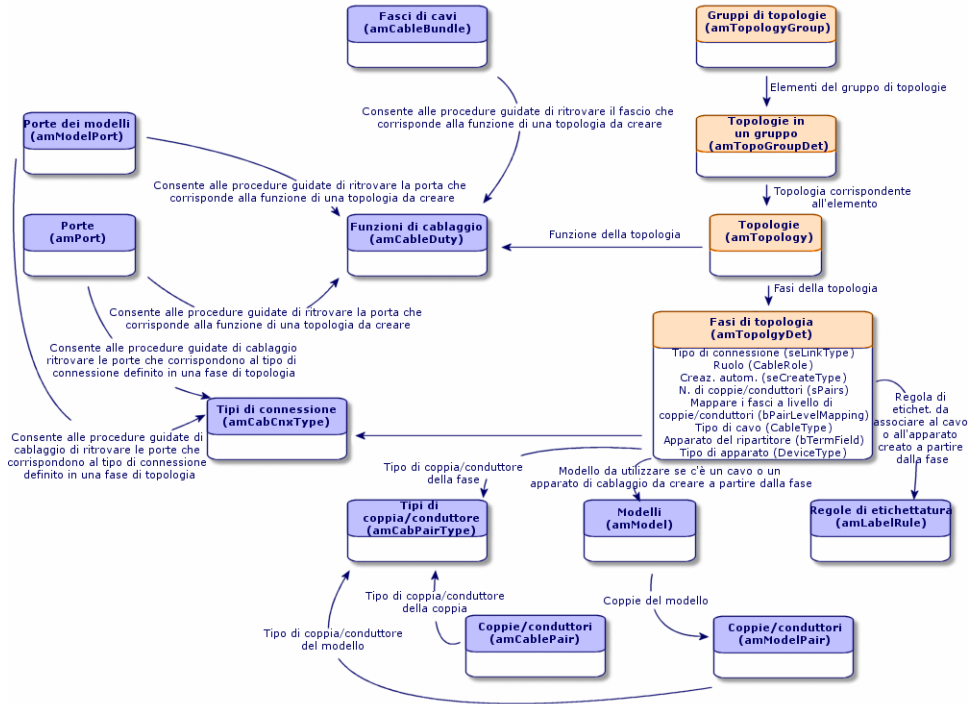 Fasci di cavi
(amCableBundle)
Gruppi di topologie
(amTopologyGroup)
Elementi del gruppo di topologie
Consente alle procedure guidate di ritrovare il fascio che
corrisponde alla funzione di una topologia da creare
Porte dei modelli
(amModelPort)
Topologie in
un gruppo
(amTopoGroupDet)
Consente alle procedure guidate di ritrovare la porta che
corrisponde alla funzione di una topologia da creare
Topologia corrispondente
all'elemento
Porte
(amPort)
Funzioni di cablaggio
(amCableDuty)
Funzione della topologia
Topologie
(amTopology)
Fasi della topologia
Consente alle procedure guidate di ritrovare la porta che
corrisponde alla funzione di una topologia da creare
Fasi di topologia
(amTopolgyDet)
Tipo di connessione (seLinkType)
Ruolo (CableRole)
Creaz. autom. (seCreateType)
N. di coppie/conduttori (sPairs)
Mappare i fasci a livello di
coppie/conduttori (bPairLevelMapping)
Tipo di cavo (CableType)
Apparato del ripartitore (bTermField)
Tipo di apparato (DeviceType)
Consente alle procedure guidate di cablaggio
ritrovare le porte che corrispondono al tipo di
connessione definito in una fase di topologia
Regola di
etichet. da
associare al cavo
o all'apparato
creato a partire
dalla fase
Tipi di connessione
(amCabCnxType)
Consente alle procedure guidate di
cablaggio di ritrovare le porte che
corrispondono al tipo di connessione
definito in una fase di topologia
Tipo di coppia/conduttore
della fase
Modello da utilizzare se c'è un cavo o un
apparato di cablaggio da creare a partire dalla fase
Tipi di
coppia/conduttore
(amCabPairType)
Modelli
(amModel)
Regole di etichettatura
(amLabelRule)
Tipo di coppia/conduttore
della coppia
Coppie del modello
Tipo di coppia/conduttore
del modello
Coppie/conduttori
(amCablePair)
Coppie/conduttori
(amModelPair)